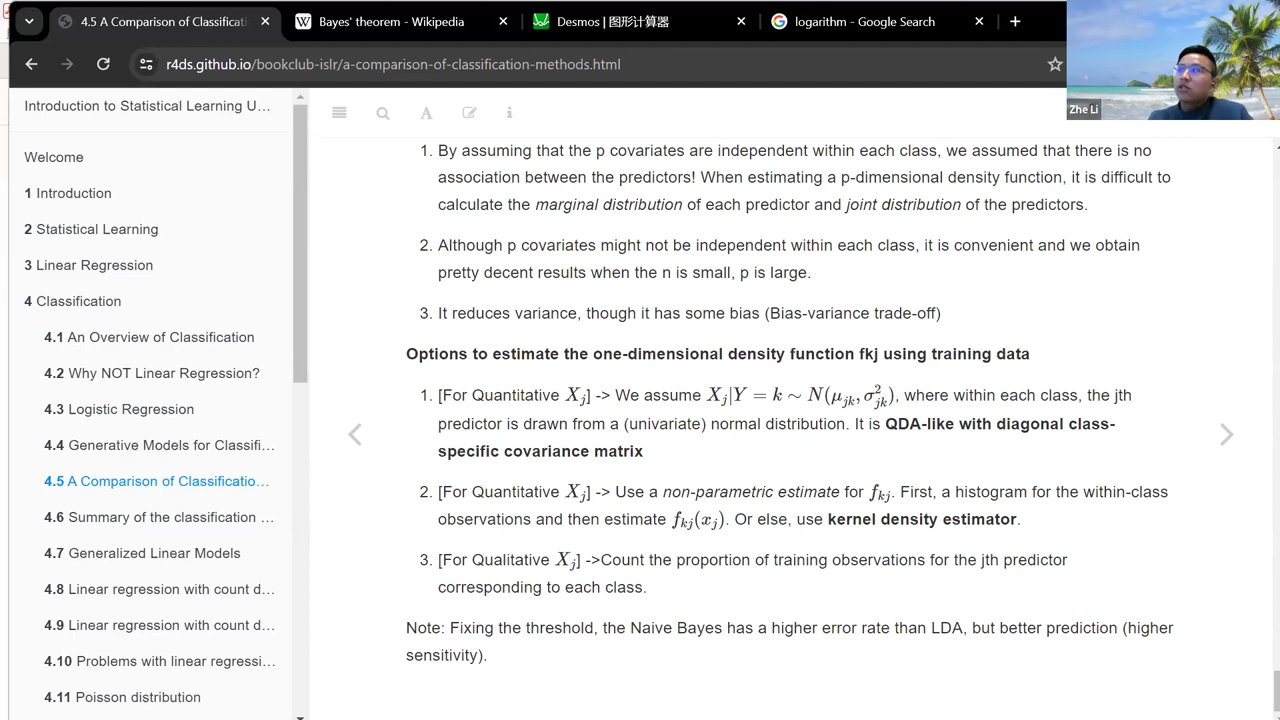 4.5 A Comparison of Classificati
Bayes' theorem - Wikipedia
Desmos | 图形计算器
logarithm - Google Search
r4ds.github.io/bookclub-islr/a-comparison-of-classification-methods.html
Zhe Li
Introduction to Statistical Learning U...
Welcome
1 Introduction
2 Statistical Learning
3 Linear Regression
4 Classification
4.1 An Overview of Classification
4.2 Why NOT Linear Regression?
4.3 Logistic Regression
4.4 Generative Models for Classifi...
4.5 A Comparison of Classificatio...
4.6 Summary of the classification ...
4.7 Generalized Linear Models
4.8 Linear regression with count d...
4.9 Linear regression with count d...
4.10 Problems with linear regressi...
4.11 Poisson distribution
1. By assuming that the p covariates are independent within each class, we assumed that there is no
association between the predictors! When estimating a p-dimensional density function, it is difficult to
calculate the marginal distribution of each predictor and joint distribution of the predictors.
2. Although p covariates might not be independent within each class, it is convenient and we obtain
pretty decent results when the n is small, p is large.
3. It reduces variance, though it has some bias (Bias-variance trade-off)
Options to estimate the one-dimensional density function fkj using training data
1. [For Quantitative X_j] -> We assume X_j|Y = k ∼ N(μ_jk, σ²_jk), where within each class, the jth
predictor is drawn from a (univariate) normal distribution. It is QDA-like with diagonal class-
specific covariance matrix
2. [For Quantitative X_j] -> Use a non-parametric estimate for f_kj. First, a histogram for the within-class
observations and then estimate f_kj(x_j). Or else, use kernel density estimator.
3. [For Qualitative X_j] ->Count the proportion of training observations for the jth predictor
corresponding to each class.
Note: Fixing the threshold, the Naive Bayes has a higher error rate than LDA, but better prediction (higher
sensitivity).